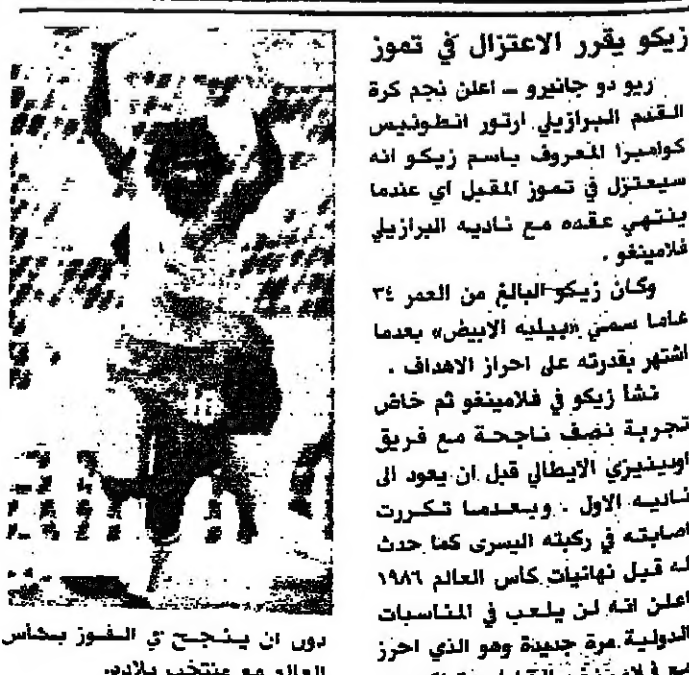 زيكو يقرر الاعتزال في تموز
ريو دو جانيرو ـ اعلن نجم كرة
القدم البرازيلي ارتور انطونيس
كوامبرا المعروف باسم زيكو انه
سيعتزل في تموز المقبل اي عندما
ينتهي عقده مع ناديه البرازيلي
فلامينغو .
وكان زيكو البالغ من العمر ٣٤
عاما سمي «بيليه الابيض» بعدما
اشتهر بقدرته على احراز الاهداف .
نشأ زيكو في فلامينغو ثم خاض
تجربة نصف ناجحة مع فريق
اودينيزي الايطالي قبل ان يعود الى
ناديه الاول . وبعدما تكررت
اصابته في ركبته اليسرى كما حدث
له قبل نهائيات كأس العالم ١٩٨٦
اعلن انه لن يلعب في المناسبات
الدولية مرة جديدة وهو الذي احرز
مع فلامينغو
دون ان ينجح في الفوز بكأس
العالم مع منتخب بلاده.